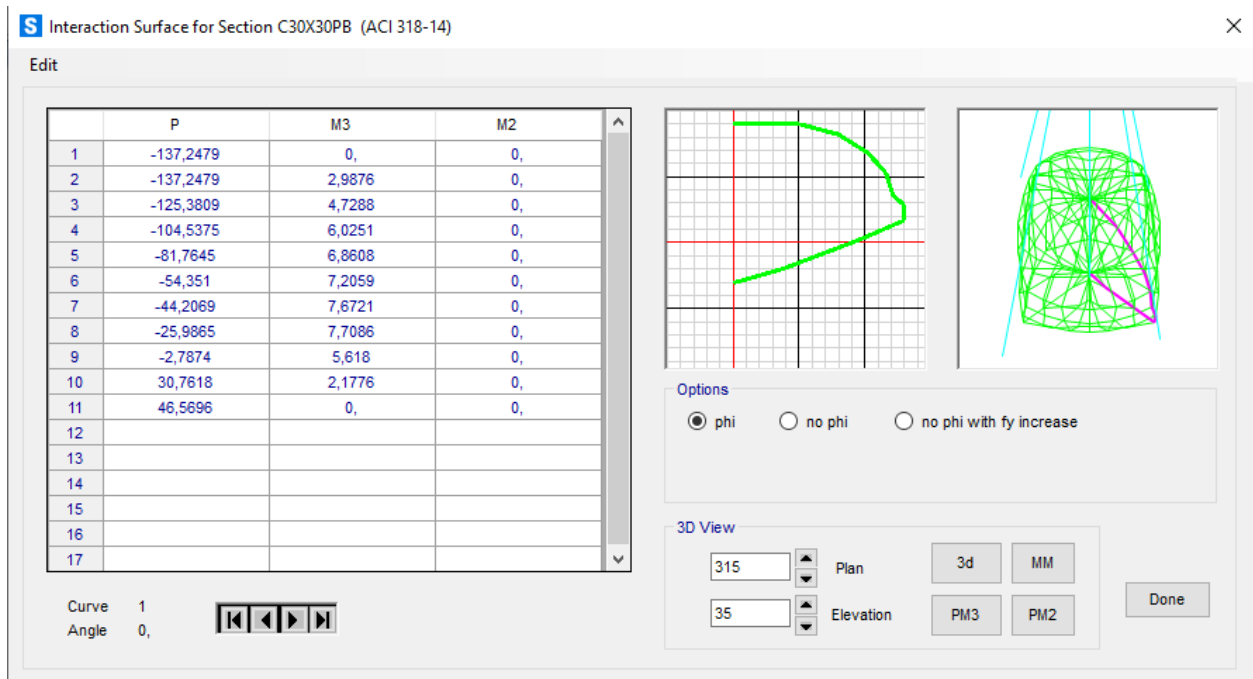 S Interaction Surface for Section C30X30PB (ACI 318-14)
Edit
P M3 M2
1 -137,2479 0, 0,
2 -137,2479 2,9876 0,
3 -125,3809 4,7288 0,
4 -104,5375 6,0251 0,
5 -81,7645 6,8608 0,
6 -54,351 7,2059 0,
7 -44,2069 7,6721 0,
8 -25,9865 7,7086 0,
9 -2,7874 5,618 0,
10 30,7618 2,1776 0,
11 46,5696 0, 0,
12
13
14
15
16
17
Curve 1
Angle 0,
Options
phi no phi no phi with fy increase
3D View
315 Plan 3d MM
35 Elevation PM3 PM2
Done